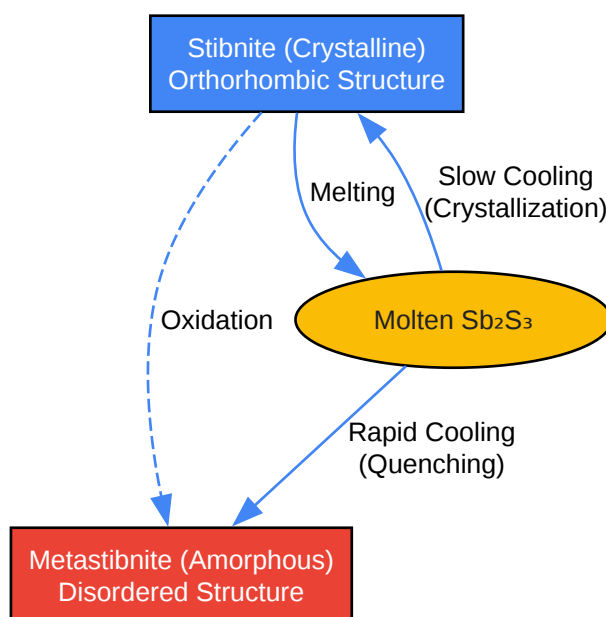 Stibnite (Crystalline)
Orthorhombic Structure
Melting
Slow Cooling
(Crystallization)
Oxidation
Molten Sb₂S₃
Rapid Cooling
(Quenching)
Metastibnite (Amorphous)
Disordered Structure